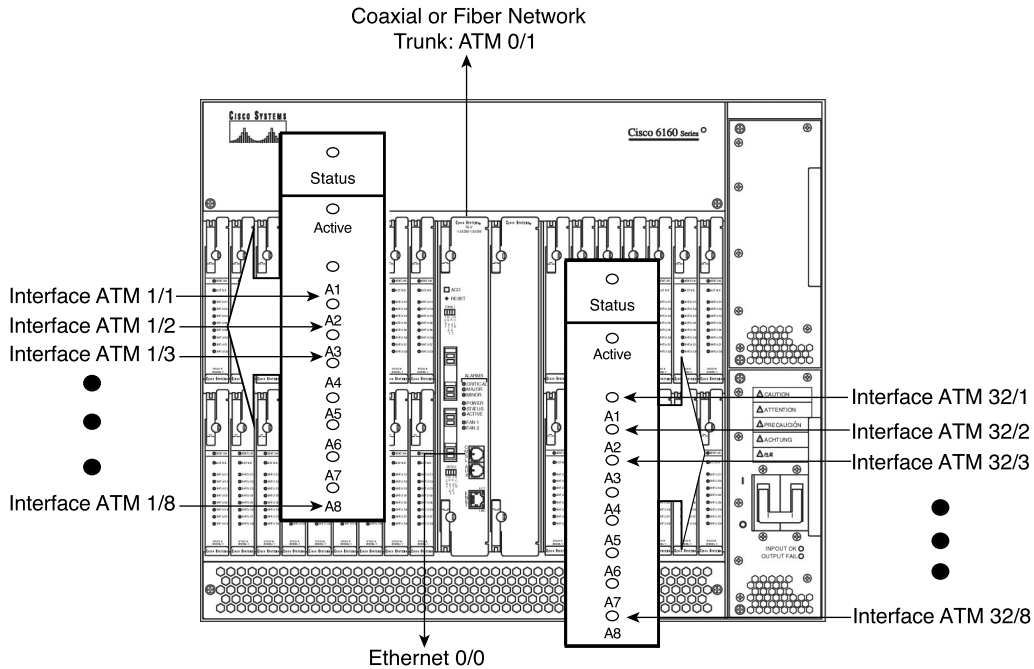 Coaxial or Fiber Network
Trunk: ATM 0/1
CISCO SYSTEMS
Cisco 6160 Series
Status
Active
A1
A2
A3
A4
A5
A6
A7
A8
Interface ATM 1/1
Interface ATM 1/2
Interface ATM 1/3
Interface ATM 1/8
CISCO SYSTEMS
ACO
RESET
ALARMS
CRITICAL
MAJOR
MINOR
POWER
STATUS
ACTIVE
FAN 1
FAN 2
Status
Active
A1
A2
A3
A4
A5
A6
A7
A8
CAUTION
ATTENTION
PRECAUCIÓN
ACHTUNG
INPOUT OK
OUTPUT FAIL
Interface ATM 32/1
Interface ATM 32/2
Interface ATM 32/3
Interface ATM 32/8
Ethernet 0/0